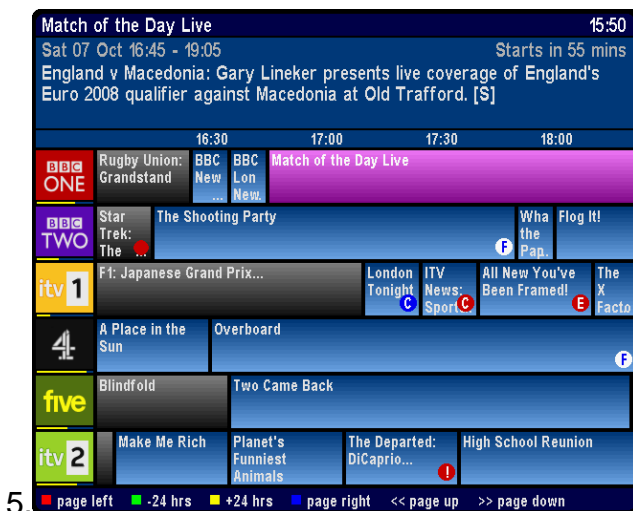 Match of the Day Live 15:50
Sat 07 Oct 16:45 - 19:05 Starts in 55 mins
England v Macedonia: Gary Lineker presents live coverage of England's
Euro 2008 qualifier against Macedonia at Old Trafford. [S]
16:30 17:00 17:30 18:00
BBC
ONE
Rugby Union:
Grandstand
BBC
New
...
BBC
Lon
New.
Match of the Day Live
BBC
TWO
Star
Trek:
The ...
The Shooting Party
F
Wha
the
Pap.
Flog It!
itv 1
F1: Japanese Grand Prix...
London
Tonight
C
ITV
News:
Sport...
C
All New You've
Been Framed!
E
The
X
Facto
4
A Place in the
Sun
Overboard
F
five
Blindfold
Two Came Back
itv 2
Make Me Rich
Planet's
Funniest
Animals
The Departed:
DiCaprio...
!
High School Reunion
5. page left -24 hrs +24 hrs page right << page up >> page down